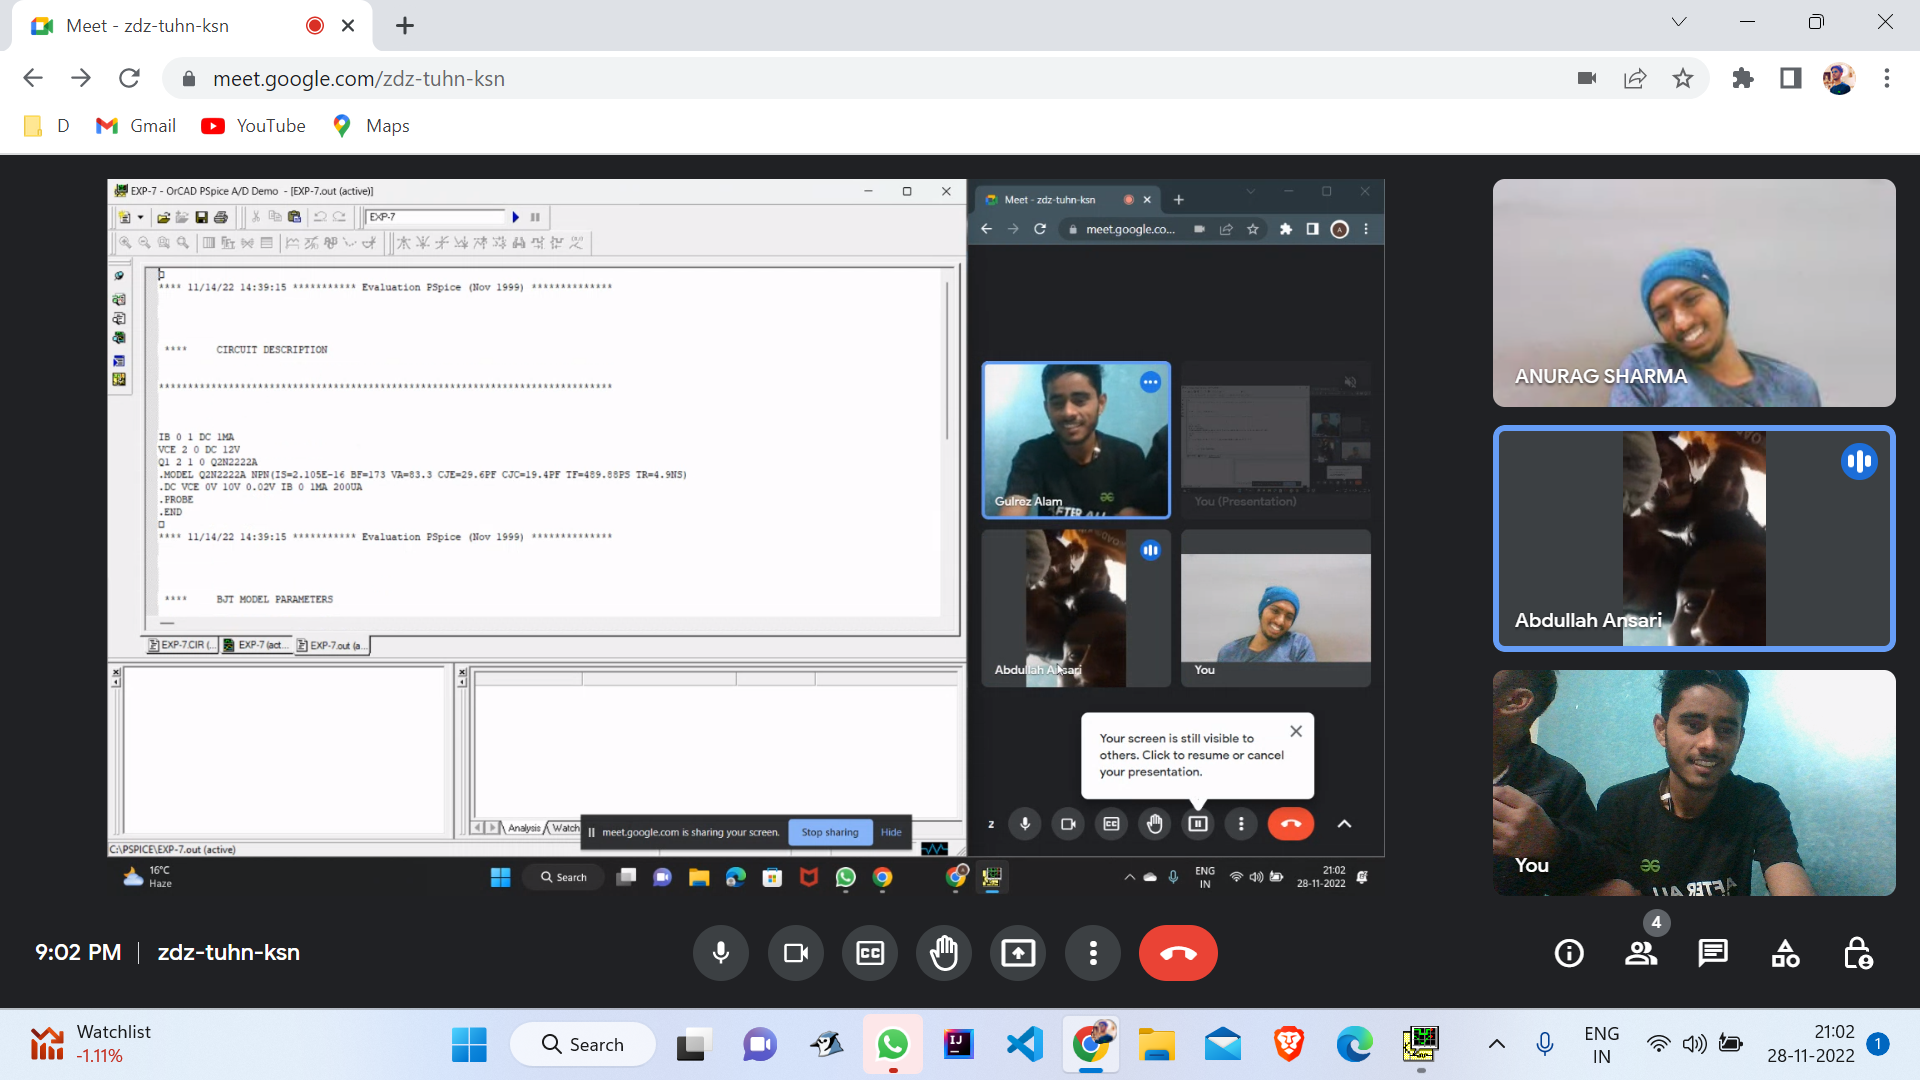 Meet - zdz-tuhn-ksn
meet.google.com/zdz-tuhn-ksn
D Gmail YouTube Maps
EXP-7 - OrCAD PSpice A/D Demo - [EXP-7.out (active)]
EXP-7
**** 11/14/22 14:39:15 *********** Evaluation PSpice (Nov 1999) **************
**** CIRCUIT DESCRIPTION
******************************************************************************
IB 0 1 DC 1MA
VCE 2 0 DC 12V
Q1 2 1 0 Q2N2222A
.MODEL Q2N2222A NPN(IS=2.105E-16 BF=173 VA=83.3 CJE=29.6PF CJC=19.4PF TF=489.88PS TR=4.9NS)
.DC VCE 0V 10V 0.02V IB 0 1MA 200UA
.PROBE
.END
**** 11/14/22 14:39:15 *********** Evaluation PSpice (Nov 1999) **************
**** BJT MODEL PARAMETERS
EXP-7.CIR (... EXP-7 (act... EXP-7.out (a...
Analysis Watch
meet.google.com is sharing your screen. Stop sharing Hide
C:\PSPICE\EXP-7.out (active)
16°C
Haze
Search
Meet - zdz-tuhn-ksn
meet.google.co...
A
Gulrez Alam
You (Presentation)
Abdullah Ansari
You
Your screen is still visible to
others. Click to resume or cancel
your presentation.
2
ENG
IN
21:02
28-11-2022
ANURAG SHARMA
Abdullah Ansari
You
AFTER ALL
9:02 PM | zdz-tuhn-ksn
CC
4
Watchlist
-1.11%
Search
IJ
ENG
IN
21:02
28-11-2022
1